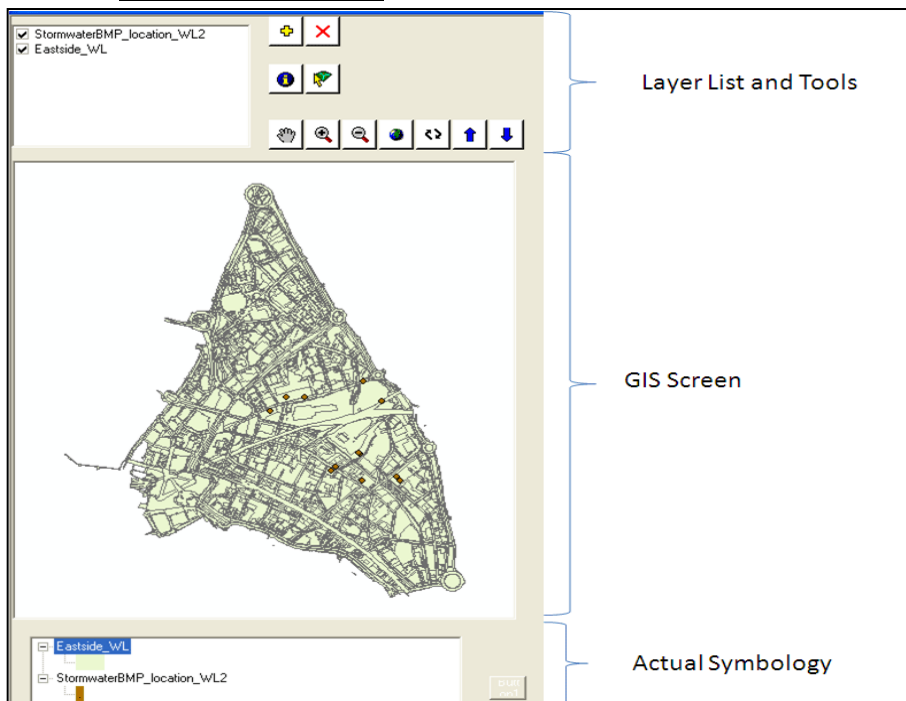 StormwaterBMP_location_WL2
Eastside_WL
Layer List and Tools
GIS Screen
Eastside_WL
StormwaterBMP_location_WL2
Actual Symbology